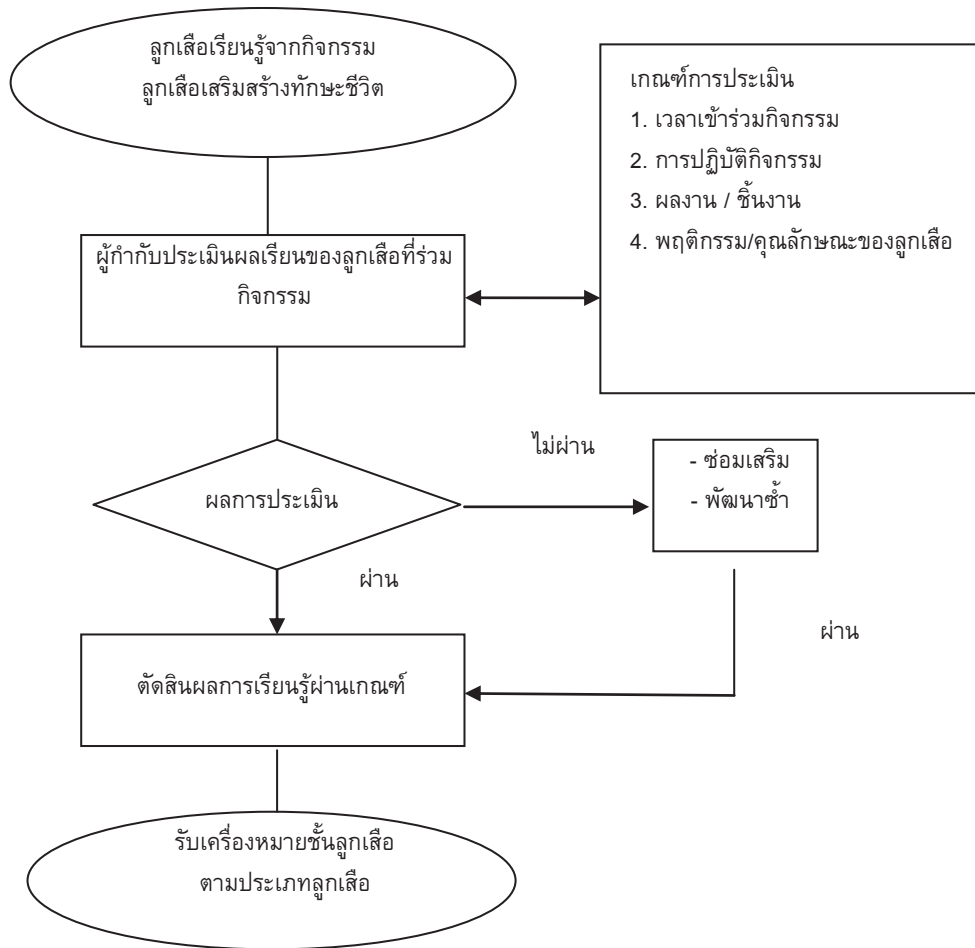 ลูกเสือเรียนรู้จากกิจกรรม
ลูกเสือเสริมสร้างทักษะชีวิต
เกณฑ์การประเมิน
1. เวลาเข้าร่วมกิจกรรม
2. การปฏิบัติกิจกรรม
3. ผลงาน / ชิ้นงาน
4. พฤติกรรม/คุณลักษณะของลูกเสือ
ผู้กำกับประเมินผลเรียนของลูกเสือที่ร่วม
กิจกรรม
ผลการประเมิน
ไม่ผ่าน
- ซ่อมเสริม
- พัฒนาซ้ำ
ผ่าน
ผ่าน
ตัดสินผลการเรียนรู้ผ่านเกณฑ์
รับเครื่องหมายชั้นลูกเสือ
ตามประเภทลูกเสือ